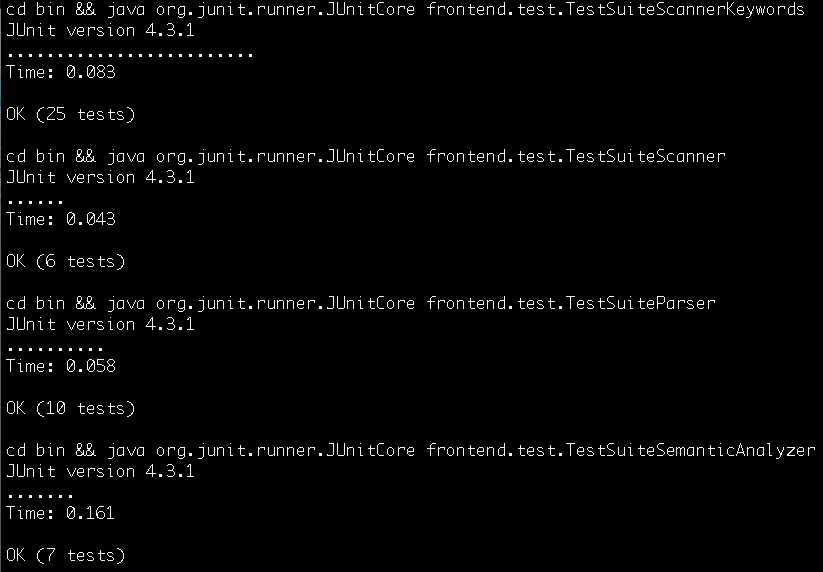 cd bin && java org.junit.runner.JUnitCore frontend.test.TestSuiteScannerKeywords
JUnit version 4.3.1
.........................
Time: 0.083
OK (25 tests)
cd bin && java org.junit.runner.JUnitCore frontend.test.TestSuiteScanner
JUnit version 4.3.1
......
Time: 0.043
OK (6 tests)
cd bin && java org.junit.runner.JUnitCore frontend.test.TestSuiteParser
JUnit version 4.3.1
..........
Time: 0.058
OK (10 tests)
cd bin && java org.junit.runner.JUnitCore frontend.test.TestSuiteSemanticAnalyzer
JUnit version 4.3.1
.......
Time: 0.161
OK (7 tests)